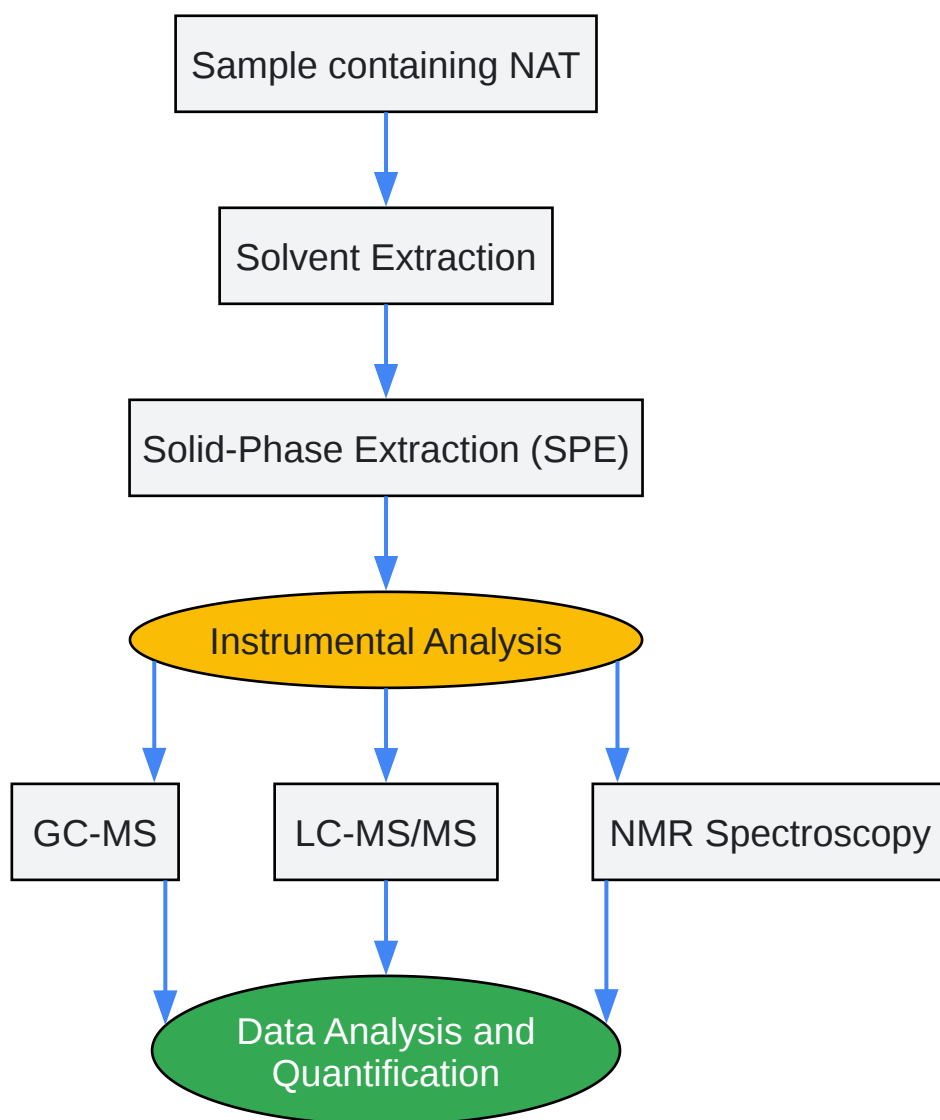 Sample containing NAT
Solvent Extraction
Solid-Phase Extraction (SPE)
Instrumental Analysis
GC-MS
LC-MS/MS
NMR Spectroscopy
Data Analysis and
Quantification